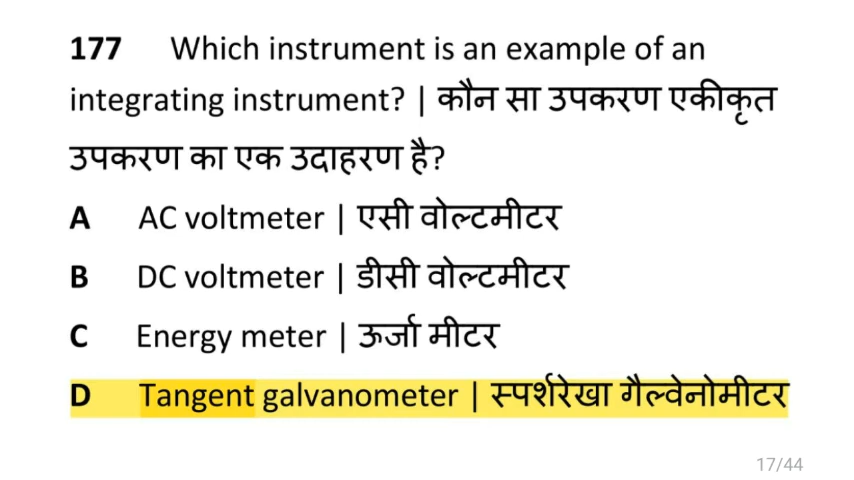 177 Which instrument is an example of an
integrating instrument? | कौन सा उपकरण एकीकृत
उपकरण का एक उदाहरण है?
A AC voltmeter | एसी वोल्टमीटर
B DC voltmeter | डीसी वोल्टमीटर
C Energy meter | ऊर्जा मीटर
D Tangent galvanometer | स्पर्शरेखा गैल्वेनोमीटर
17/44